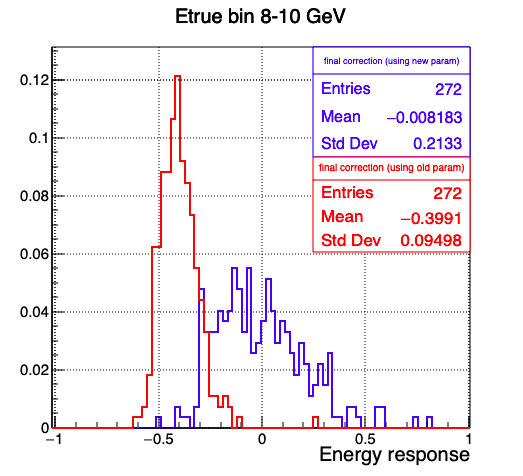 Etrue bin 8-10 GeV
final correction (using new param)
Entries 272
Mean −0.008183
Std Dev 0.2133
final correction (using old param)
Entries 272
Mean −0.3991
Std Dev 0.09498
0.12
0.1
0.08
0.06
0.04
0.02
0
−1 −0.5 0 0.5 1
Energy response